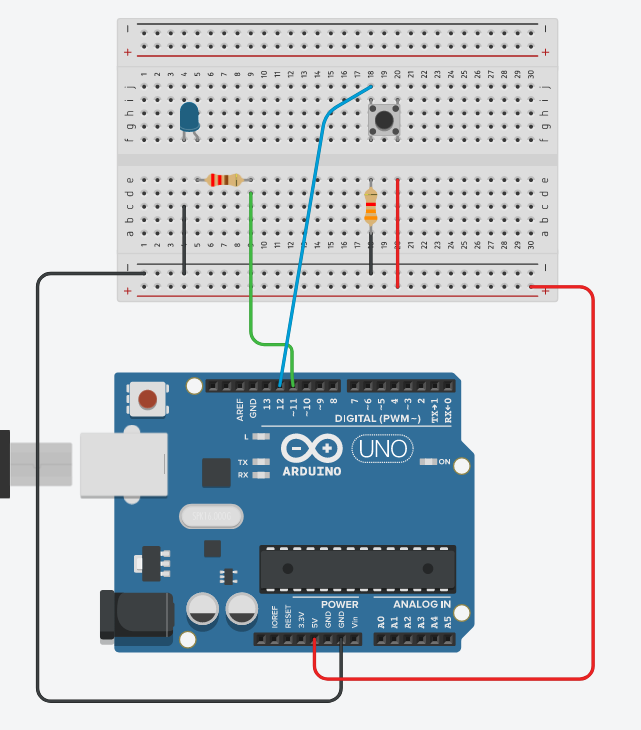 − −
+ +
1 2 3 4 5 6 7 8 9 10 11 12 13 14 15 16 17 18 19 20 21 22 23 24 25 26 27 28 29 30
j j
i i
h h
g g
f f
e e
d d
c c
b b
a a
1 2 3 4 5 6 7 8 9 10 11 12 13 14 15 16 17 18 19 20 21 22 23 24 25 26 27 28 29 30
− −
+ +
AREF GND 13 12 ~11 ~10 ~9 8 7 ~6 ~5 4 ~3 2 TX→1 RX←0
DIGITAL (PWM~)
L
TX
RX
ARDUINO
UNO
ON
POWER ANALOG IN
IOREF RESET 3.3V 5V GND GND Vin A0 A1 A2 A3 A4 A5